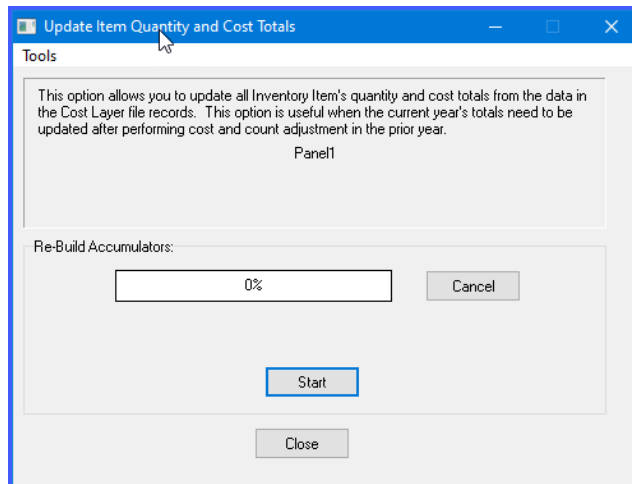 Update Item Quantity and Cost Totals
Tools
This option allows you to update all Inventory Item's quantity and cost totals from the data in
the Cost Layer file records.  This option is useful when the current year's totals need to be
updated after performing cost and count adjustment in the prior year.
Panel1
Re-Build Accumulators:
0%
Cancel
Start
Close